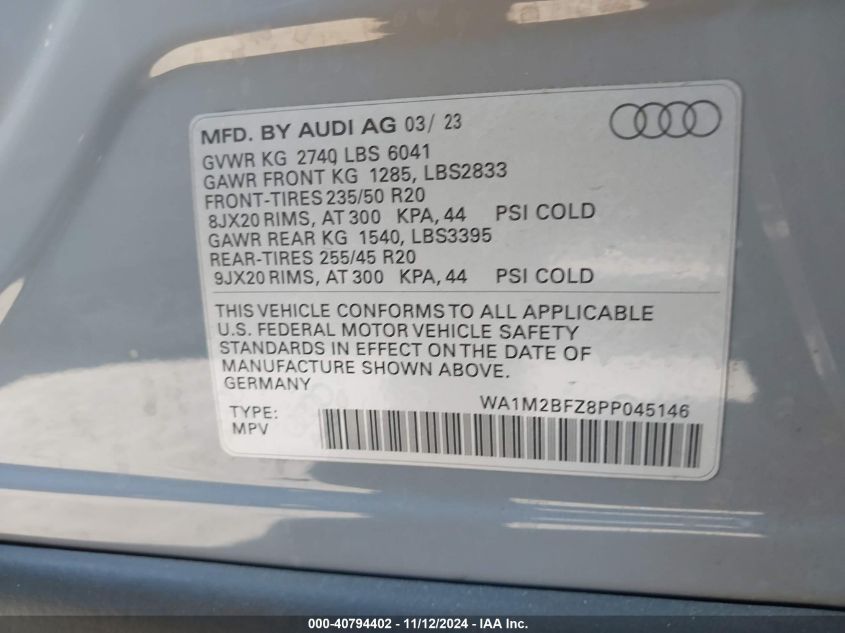 MFD. BY AUDI AG 03/ 23
GVWR KG 2740 LBS 6041
GAWR FRONT KG 1285, LBS2833
FRONT-TIRES 235/50 R20
8JX20 RIMS, AT 300 KPA, 44 PSI COLD
GAWR REAR KG 1540, LBS3395
REAR-TIRES 255/45 R20
9JX20 RIMS, AT 300 KPA, 44 PSI COLD
THIS VEHICLE CONFORMS TO ALL APPLICABLE
U.S. FEDERAL MOTOR VEHICLE SAFETY
STANDARDS IN EFFECT ON THE DATE OF
MANUFACTURE SHOWN ABOVE.
GERMANY
WA1M2BFZ8PP045146
TYPE:
MPV
000-40794402 - 11/12/2024 - IAA Inc.